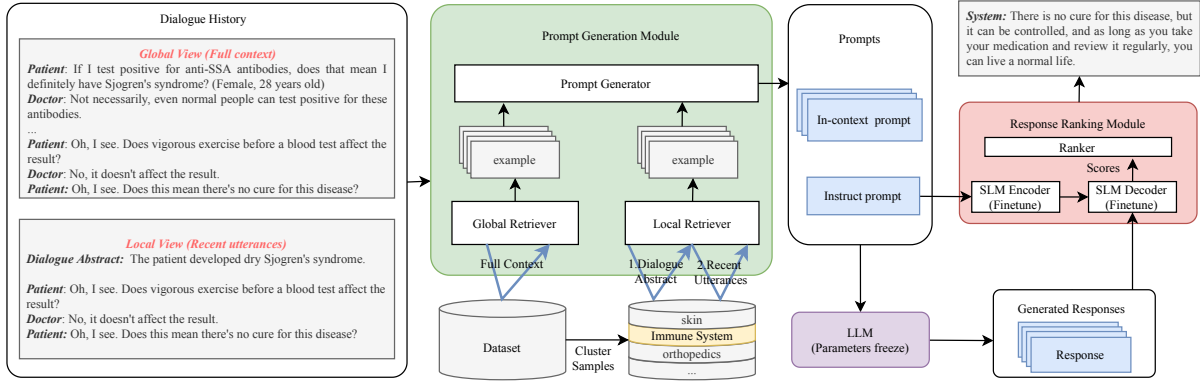 Dialogue History
Global View (Full context)
Patient: If I test positive for anti-SSA antibodies, does that mean I
definitely have Sjogren's syndrome? (Female, 28 years old)
Doctor: Not necessarily, even normal people can test positive for these
antibodies.
...
Patient: Oh, I see. Does vigorous exercise before a blood test affect the
result?
Doctor: No, it doesn't affect the result.
Patient: Oh, I see. Does this mean there's no cure for this disease?
Local View (Recent utterances)
Dialogue Abstract: The patient developed dry Sjogren's syndrome.
Patient: Oh, I see. Does vigorous exercise before a blood test affect the
result?
Doctor: No, it doesn't affect the result.
Patient: Oh, I see. Does this mean there's no cure for this disease?
Prompt Generation Module
Prompt Generator
example
example
Global Retriever
Local Retriever
Full Context
1.Dialogue
Abstract
2.Recent
Utterances
Dataset
Cluster
Samples
skin
Immune System
orthopedics
...
Prompts
In-context prompt
Instruct prompt
LLM
(Parameters freeze)
System: There is no cure for this disease, but
it can be controlled, and as long as you take
your medication and review it regularly, you
can live a normal life.
Response Ranking Module
Ranker
Scores
SLM Encoder
(Finetune)
SLM Decoder
(Finetune)
Generated Responses
Response